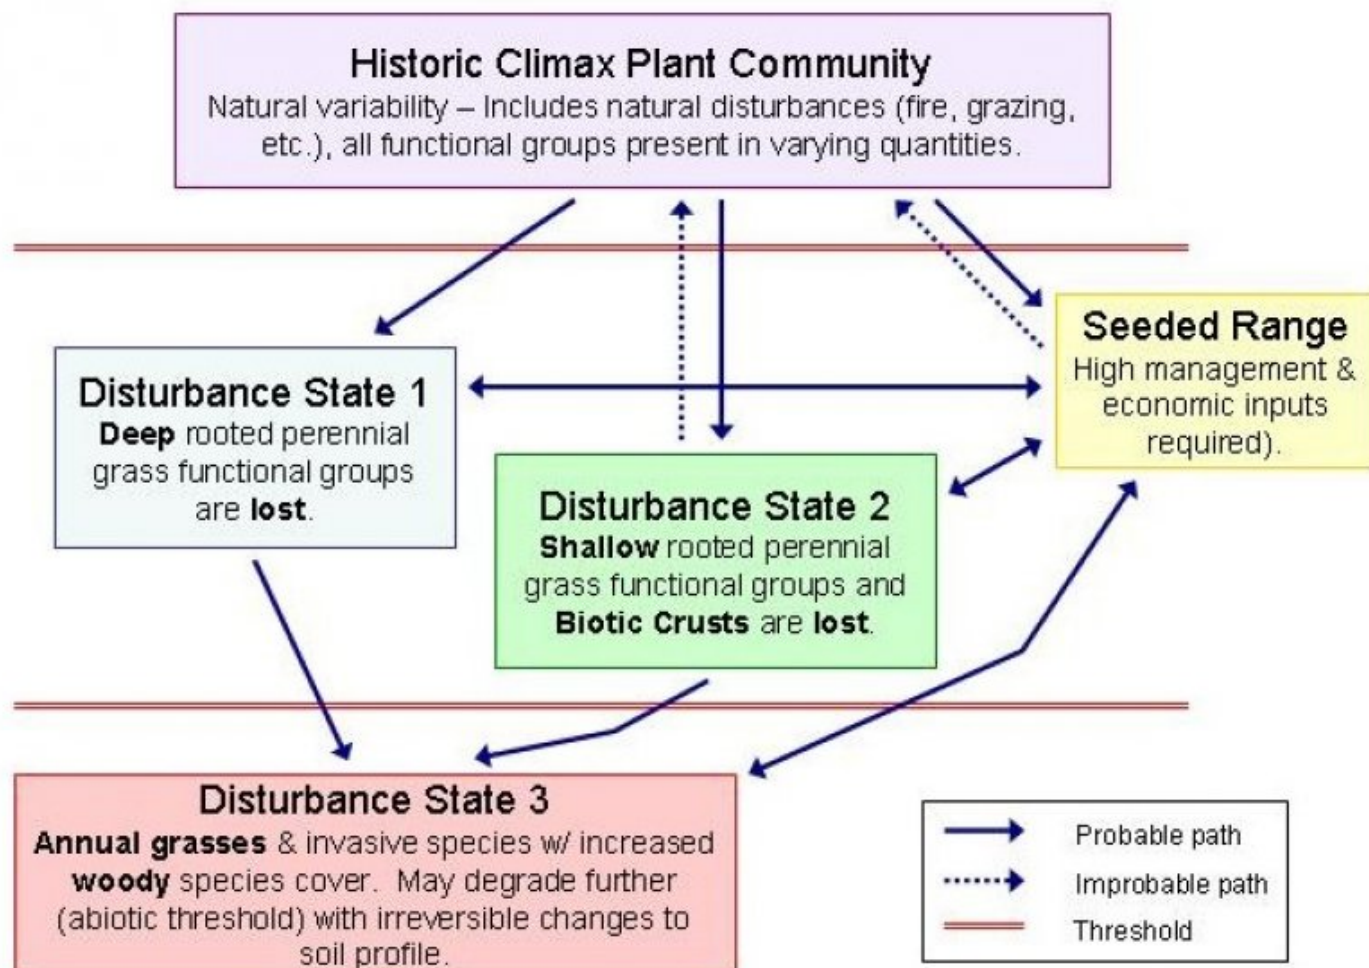 Historic Climax Plant Community
Natural variability – Includes natural disturbances (fire, grazing,
etc.), all functional groups present in varying quantities.
Seeded Range
High management &
economic inputs
required).
Disturbance State 1
Deep rooted perennial
grass functional groups
are lost.
Disturbance State 2
Shallow rooted perennial
grass functional groups and
Biotic Crusts are lost.
Disturbance State 3
Annual grasses & invasive species w/ increased
woody species cover.  May degrade further
(abiotic threshold) with irreversible changes to
soil profile.
Probable path
Improbable path
Threshold